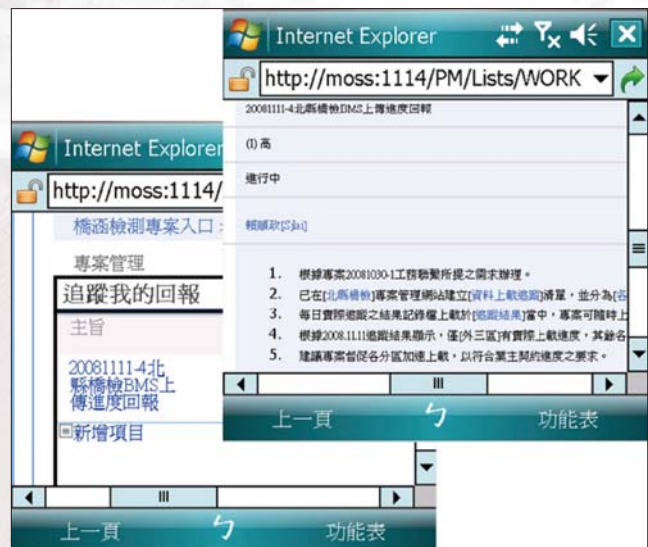 Internet Explorer
http://moss:1114/
橋涵檢測專案入口
專案管理
追蹤我的回報
主旨
20081111-4北
縣橋檢BMS上
傳進度回報
新增項目
上一頁 ㄅ 功能表
Internet Explorer
http://moss:1114/PM/Lists/WORK
20081111-4北縣橋檢BMS上傳進度回報
(1) 高
進行中
賴順政[Sjlai]
1. 根據專案20081030-1工務聯繫所提之需求辦理。
2. 已在[北縣橋檢]專案管理網站建立[資料上載追蹤]清單,並分為[各
3. 每日實際追蹤之結果記錄檔上載於[追蹤結果]當中,專案可隨時上
4. 根據2008.11.11追蹤結果顯示,僅[外三區]有實際上載進度,其餘各
5. 建議專案督促各分區加速上載,以符合業主契約進度之要求。
上一頁 ㄅ 功能表